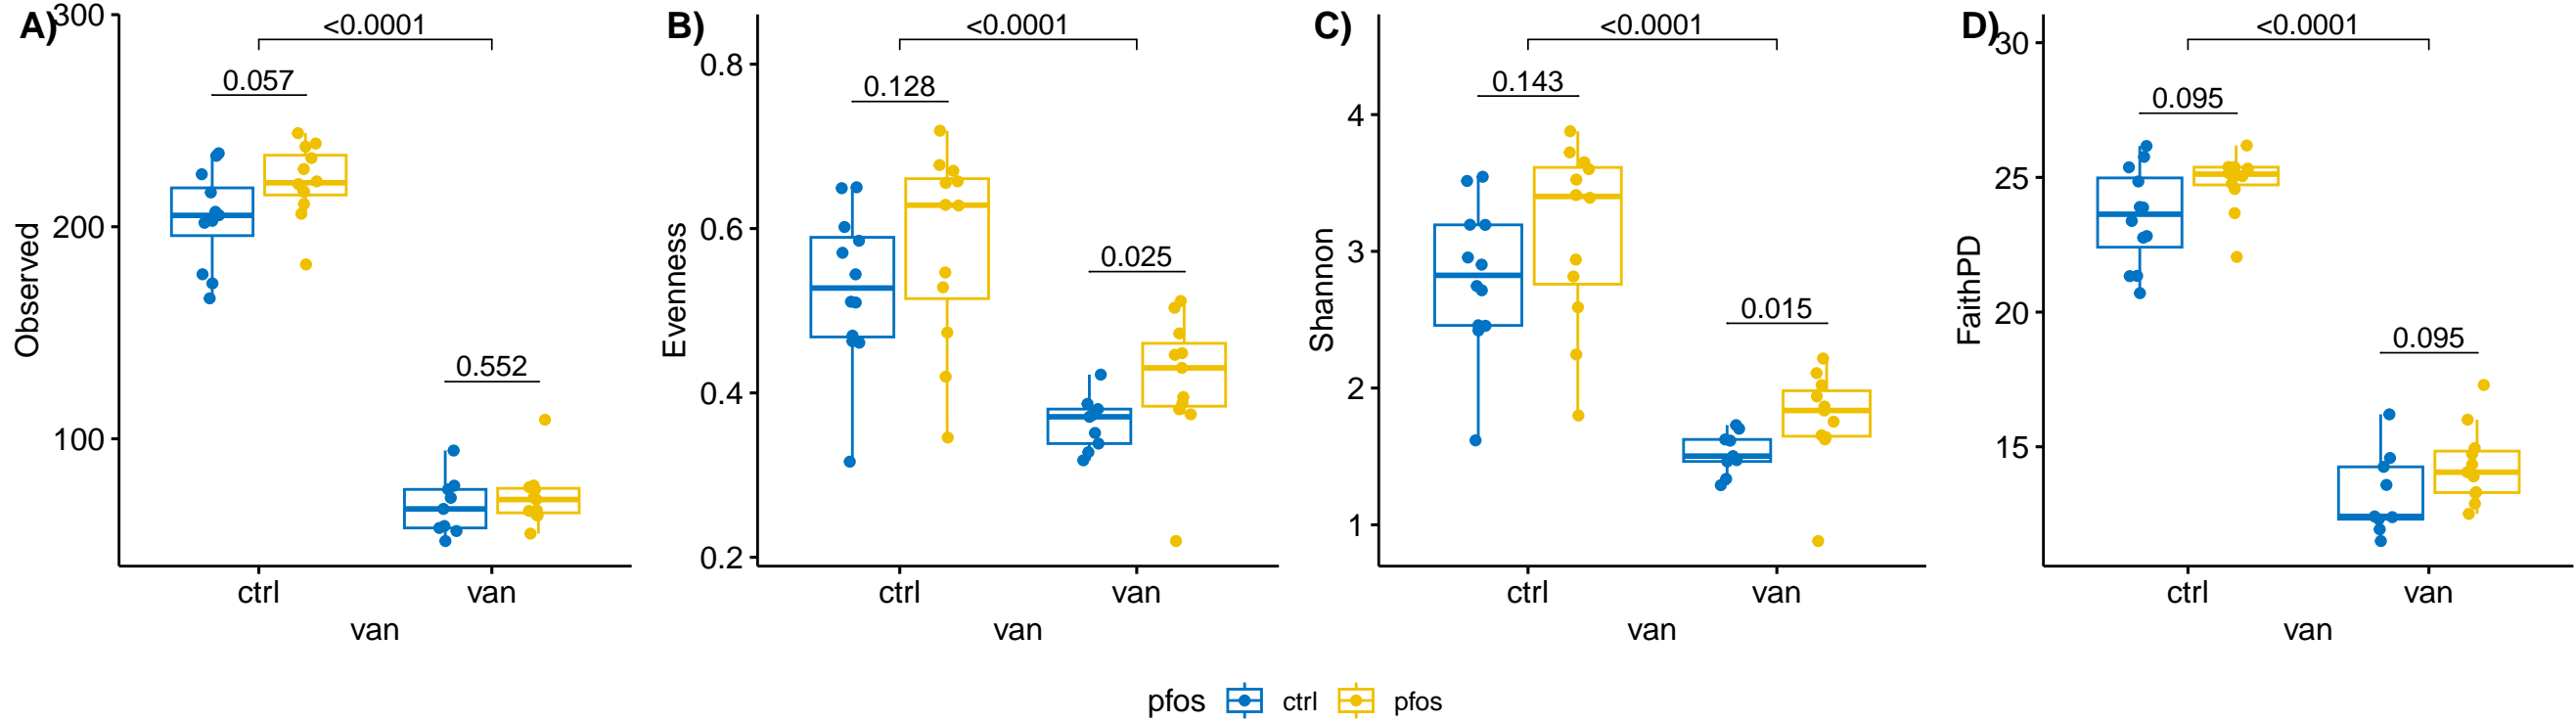 A)
300
200
100
Observed
<0.0001
0.057
0.552
ctrl
van
van
B)
0.8
0.6
0.4
0.2
Evenness
<0.0001
0.128
0.025
ctrl
van
van
C)
4
3
2
1
Shannon
<0.0001
0.143
0.015
ctrl
van
van
D)
30
25
20
15
FaithPD
<0.0001
0.095
0.095
ctrl
van
van
pfos ctrl pfos